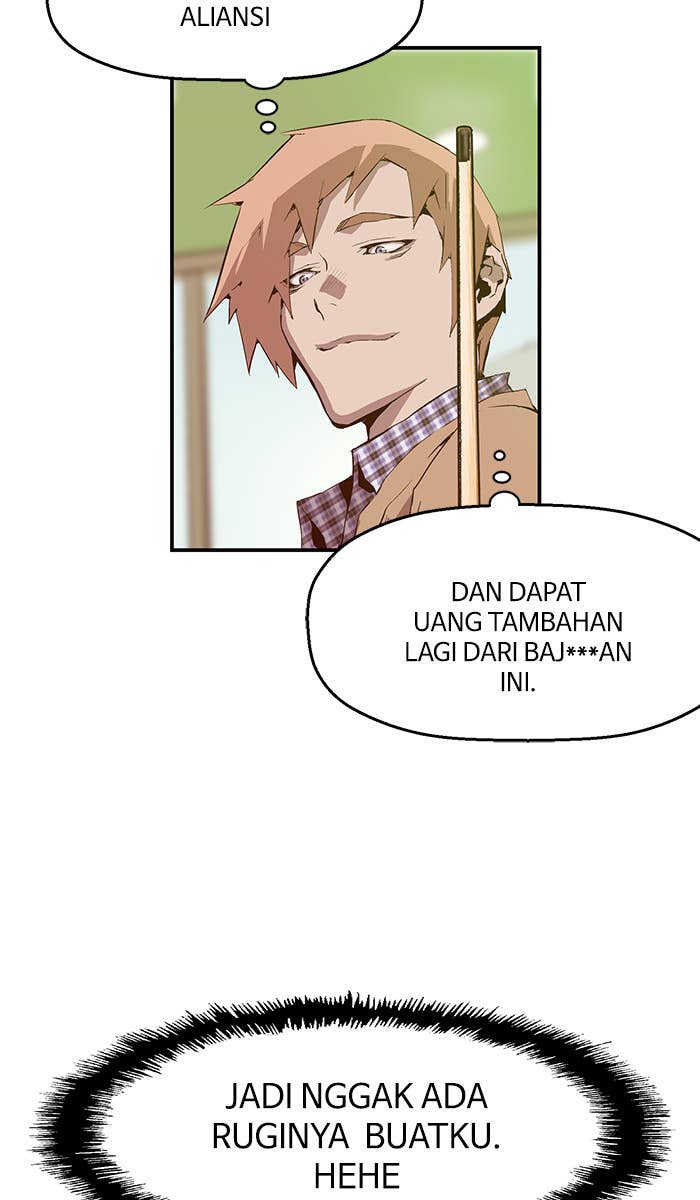 ALIANSI
DAN DAPAT
UANG TAMBAHAN
LAGI DARI BAJ***AN
INI.
JADI NGGAK ADA
RUGINYA BUATKU.
HEHE